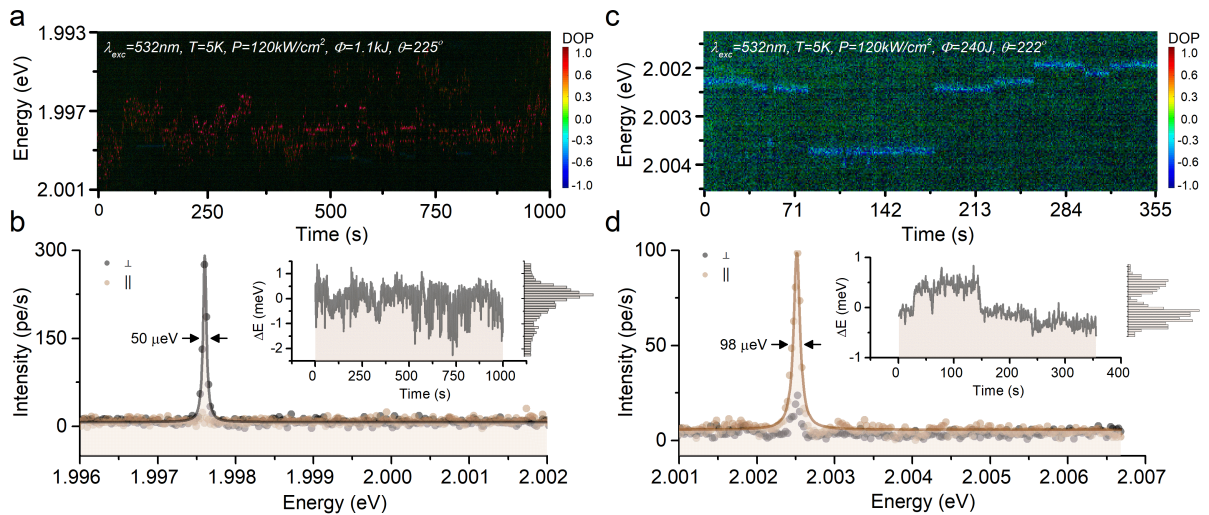 a
λexc=532nm, T=5K, P=120kW/cm², Φ=1.1kJ, θ=225°
DOP
1.0
0.6
0.3
0.0
-0.3
-0.6
-1.0
1.993
1.997
2.001
Energy (eV)
0 250 500 750 1000
Time (s)
c
λexc=532nm, T=5K, P=120kW/cm², Φ=240J, θ=222°
DOP
1.0
0.6
0.3
0.0
-0.3
-0.6
-1.0
2.002
2.003
2.004
Energy (eV)
0 71 142 213 284 355
Time (s)
b
300
150
0
Intensity (pe/s)
⊥
||
50 μeV
1
0
-1
-2
ΔE (meV)
0 250 500 750 1000
Time (s)
1.996 1.997 1.998 1.999 2.000 2.001 2.002
Energy (eV)
d
100
50
0
Intensity (pe/s)
⊥
||
98 μeV
1
0
-1
ΔE (meV)
0 100 200 300 400
Time (s)
2.001 2.002 2.003 2.004 2.005 2.006 2.007
Energy (eV)